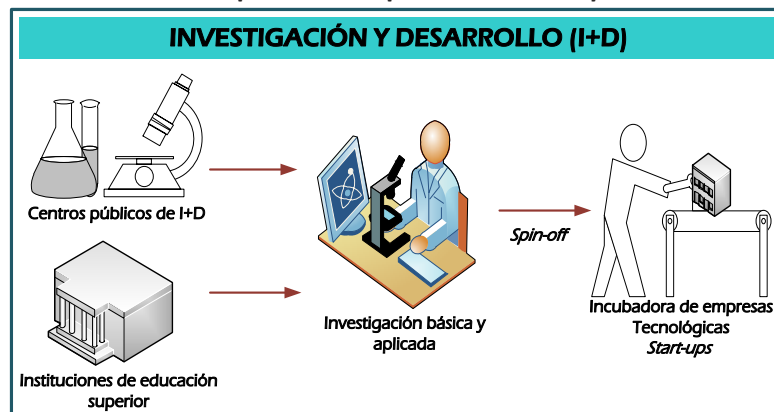 INVESTIGACIÓN Y DESARROLLO (I+D)
Centros públicos de I+D
Spin-off
Investigación básica y
aplicada
Incubadora de empresas
Tecnológicas
Start-ups
Instituciones de educación
superior